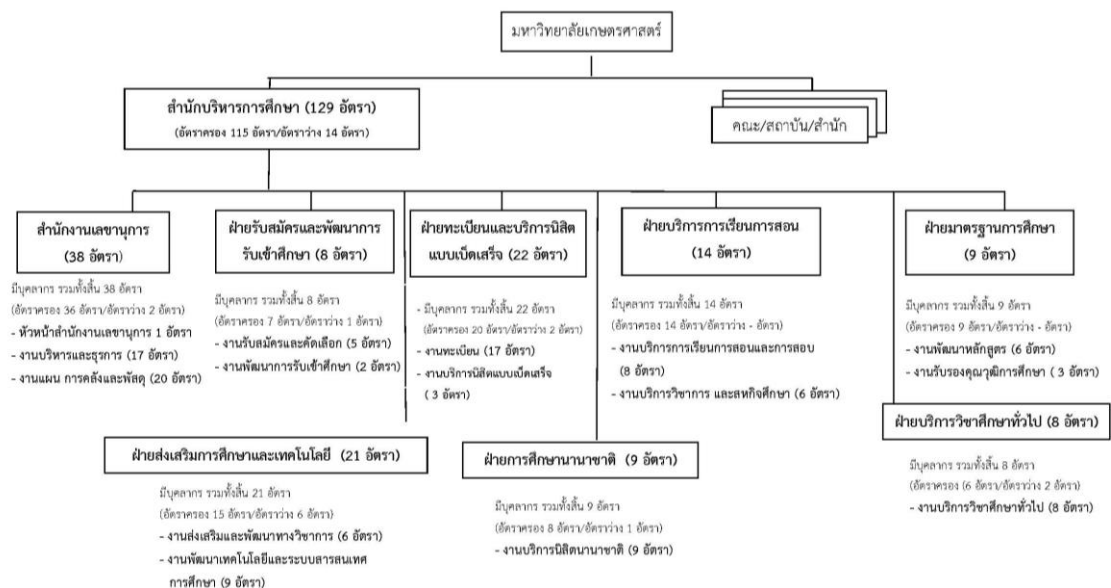 มหาวิทยาลัยเกษตรศาสตร์
สำนักบริหารการศึกษา (129 อัตรา)
(อัตราครอง 115 อัตรา/อัตราว่าง 14 อัตรา)
คณะ/สถาบัน/สำนัก
สำนักงานเลขานุการ
(38 อัตรา)
มีบุคลากร รวมทั้งสิ้น 38 อัตรา
(อัตราครอง 36 อัตรา/อัตราว่าง 2 อัตรา)
- หัวหน้าสำนักงานเลขานุการ 1 อัตรา
- งานบริหารและธุรการ (17 อัตรา)
- งานแผน การคลังและพัสดุ (20 อัตรา)
ฝ่ายรับสมัครและพัฒนาการ
รับเข้าศึกษา (8 อัตรา)
มีบุคลากร รวมทั้งสิ้น 8 อัตรา
(อัตราครอง 7 อัตรา/อัตราว่าง 1 อัตรา)
- งานรับสมัครและคัดเลือก (5 อัตรา)
- งานพัฒนาการรับเข้าศึกษา (2 อัตรา)
ฝ่ายทะเบียนและบริการนิสิต
แบบเบ็ดเสร็จ (22 อัตรา)
- มีบุคลากร รวมทั้งสิ้น 22 อัตรา
(อัตราครอง 20 อัตรา/อัตราว่าง 2 อัตรา)
- งานทะเบียน (17 อัตรา)
- งานบริการนิสิตแบบเบ็ดเสร็จ
( 3 อัตรา)
ฝ่ายบริการการเรียนการสอน
(14 อัตรา)
มีบุคลากร รวมทั้งสิ้น 14 อัตรา
(อัตราครอง 14 อัตรา/อัตราว่าง - อัตรา)
- งานบริการการเรียนการสอนและการสอบ
(8 อัตรา)
- งานบริการวิชาการ และสหกิจศึกษา (6 อัตรา)
ฝ่ายมาตรฐานการศึกษา
(9 อัตรา)
มีบุคลากร รวมทั้งสิ้น 9 อัตรา
(อัตราครอง 9 อัตรา/อัตราว่าง - อัตรา)
- งานพัฒนาหลักสูตร (6 อัตรา)
- งานรับรองคุณวุฒิการศึกษา ( 3 อัตรา)
ฝ่ายส่งเสริมการศึกษาและเทคโนโลยี (21 อัตรา)
มีบุคลากร รวมทั้งสิ้น 21 อัตรา
(อัตราครอง 15 อัตรา/อัตราว่าง 6 อัตรา)
- งานส่งเสริมและพัฒนาทางวิชาการ (6 อัตรา)
- งานพัฒนาเทคโนโลยีและระบบสารสนเทศ
การศึกษา (9 อัตรา)
ฝ่ายการศึกษานานาชาติ (9 อัตรา)
มีบุคลากร รวมทั้งสิ้น 9 อัตรา
(อัตราครอง 8 อัตรา/อัตราว่าง 1 อัตรา)
- งานบริการนิสิตนานาชาติ (9 อัตรา)
ฝ่ายบริการวิชาศึกษาทั่วไป (8 อัตรา)
มีบุคลากร รวมทั้งสิ้น 8 อัตรา
(อัตราครอง (6 อัตรา/อัตราว่าง 2 อัตรา)
- งานบริการวิชาศึกษาทั่วไป (8 อัตรา)